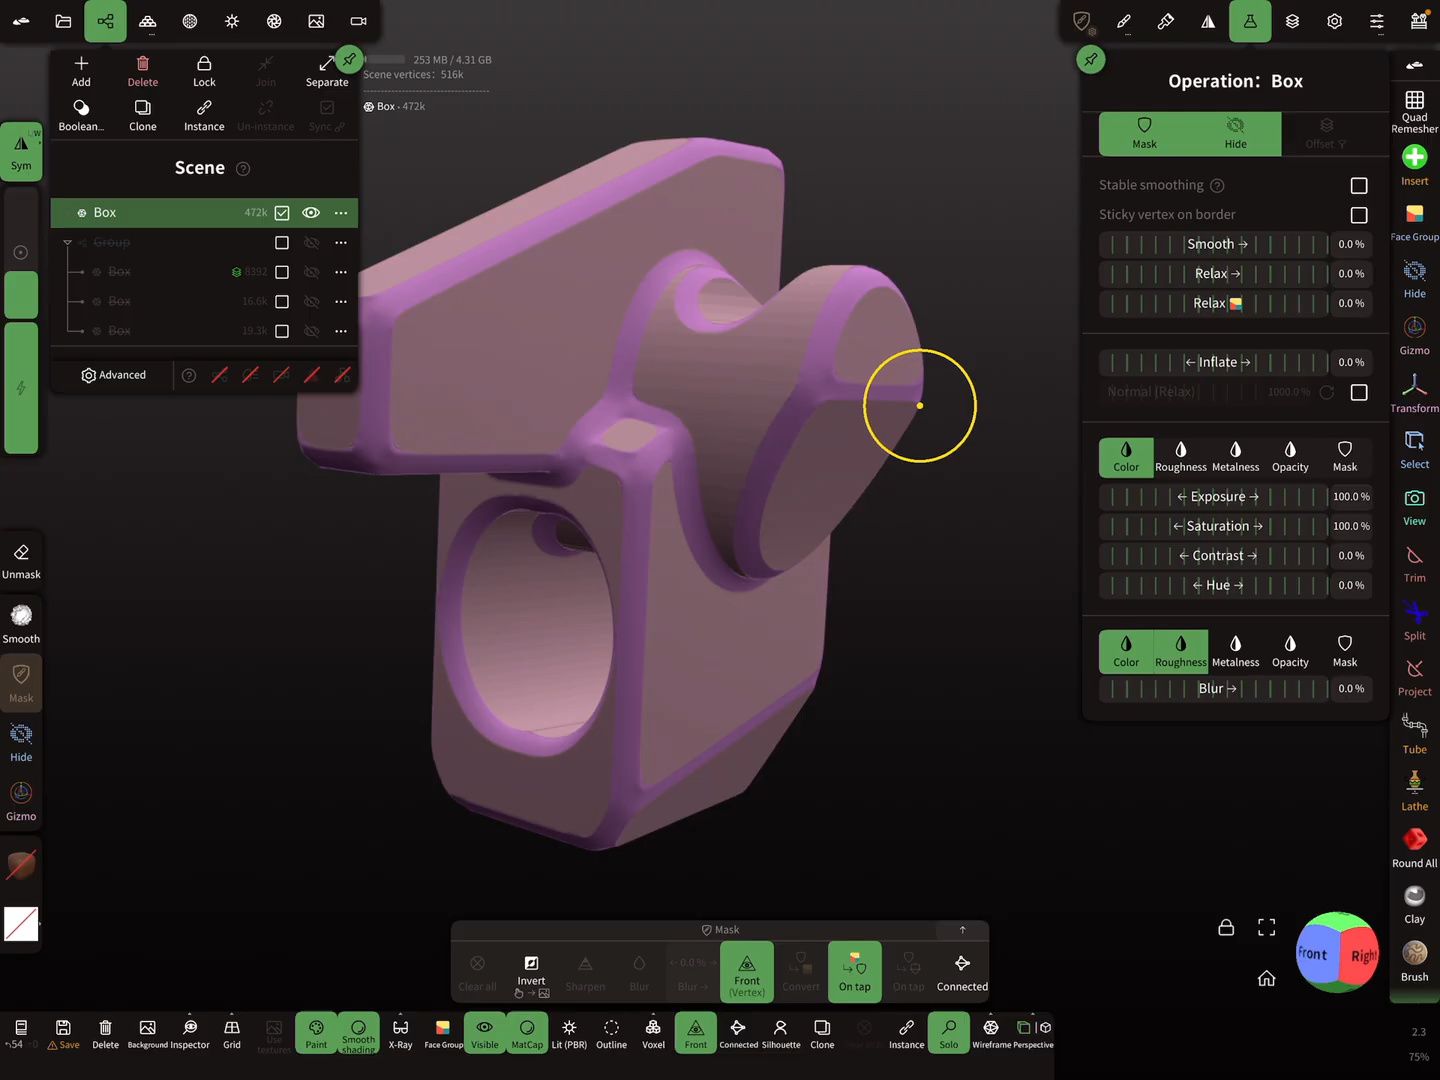 253 MB / 4.31 GB
Scene vertices: 516k
Box • 472k
Add
Delete
Lock
Join
Separate
Boolean...
Clone
Instance
Un-instance
Sync
Scene
Box 472k
Group
Box 8392
Box 16.6k
Box 19.3k
Advanced
L/W
Sym
Unmask
Smooth
Mask
Hide
Gizmo
Operation: Box
Mask
Hide
Offset
Stable smoothing
Sticky vertex on border
Smooth → 0.0 %
Relax → 0.0 %
Relax 0.0 %
← Inflate → 0.0 %
Normal (Relax) 1000.0 %
Color
Roughness
Metalness
Opacity
Mask
← Exposure → 100.0 %
← Saturation → 100.0 %
← Contrast → 0.0 %
← Hue → 0.0 %
Color
Roughness
Metalness
Opacity
Mask
Blur → 0.0 %
Quad
Remesher
Insert
Face Group
Hide
Gizmo
Transform
Select
View
Trim
Split
Project
Tube
Lathe
Round All
Clay
Brush
Front
Right
Mask
Clear all
Invert
Sharpen
Blur
← 0.0 % →
Blur →
Front
(Vertex)
Convert
On tap
On tap
Connected
54
0
Save
Delete
Background
Inspector
Grid
Use
textures
Paint
Smooth
shading
X-Ray
Face Group
Visible
MatCap
Lit (PBR)
Outline
Voxel
Front
Connected
Silhouette
Clone
Instance
Solo
Wireframe
Perspective
2.3
75%